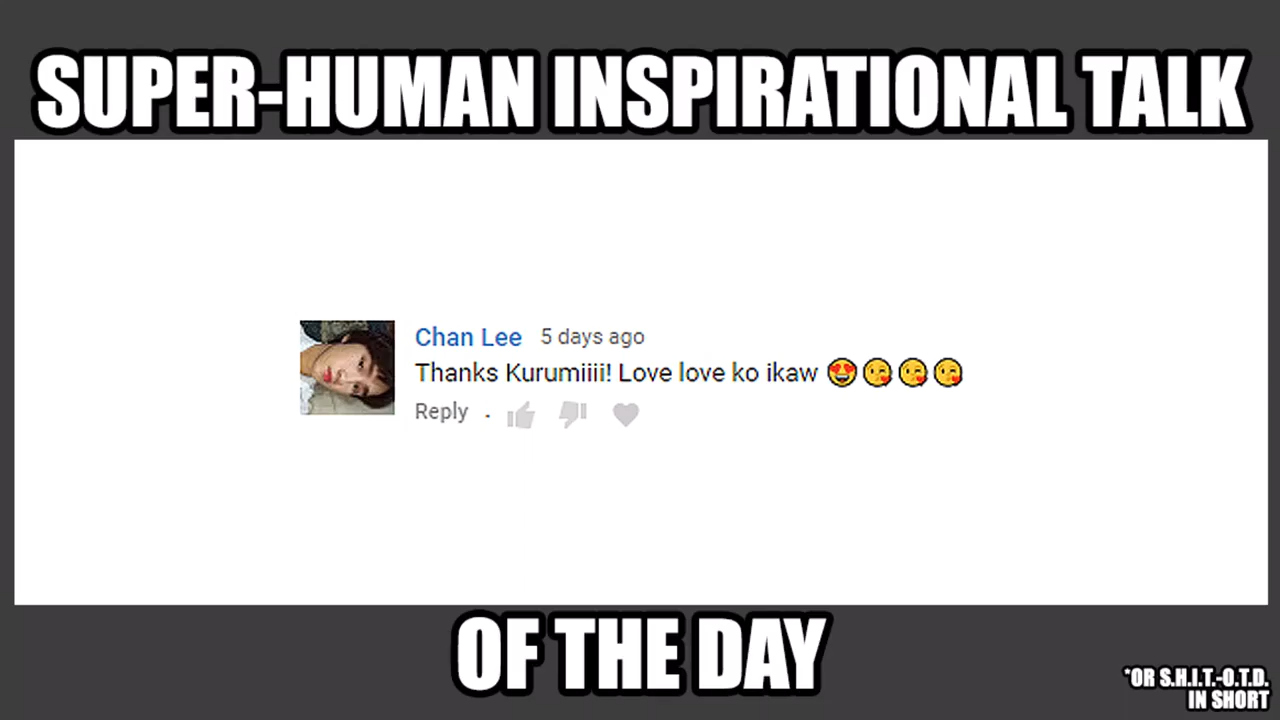 SUPER-HUMAN INSPIRATIONAL TALK
Chan Lee 5 days ago
Thanks Kurumiiii! Love love ko ikaw 😍😘😘😘
Reply
OF THE DAY
*OR S.H.I.T.-O.T.D.
IN SHORT